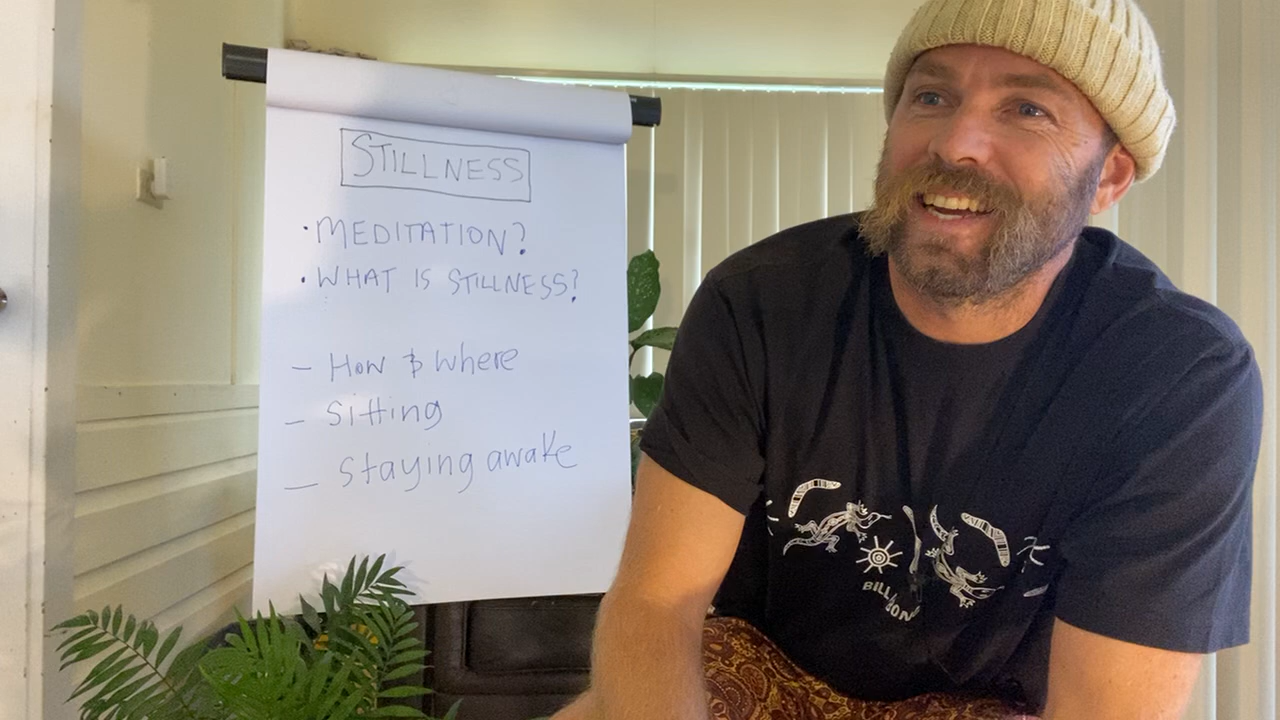 STILLNESS
• MEDITATION?
• WHAT IS STILLNESS?
- How & where
- Sitting
- Staying awake